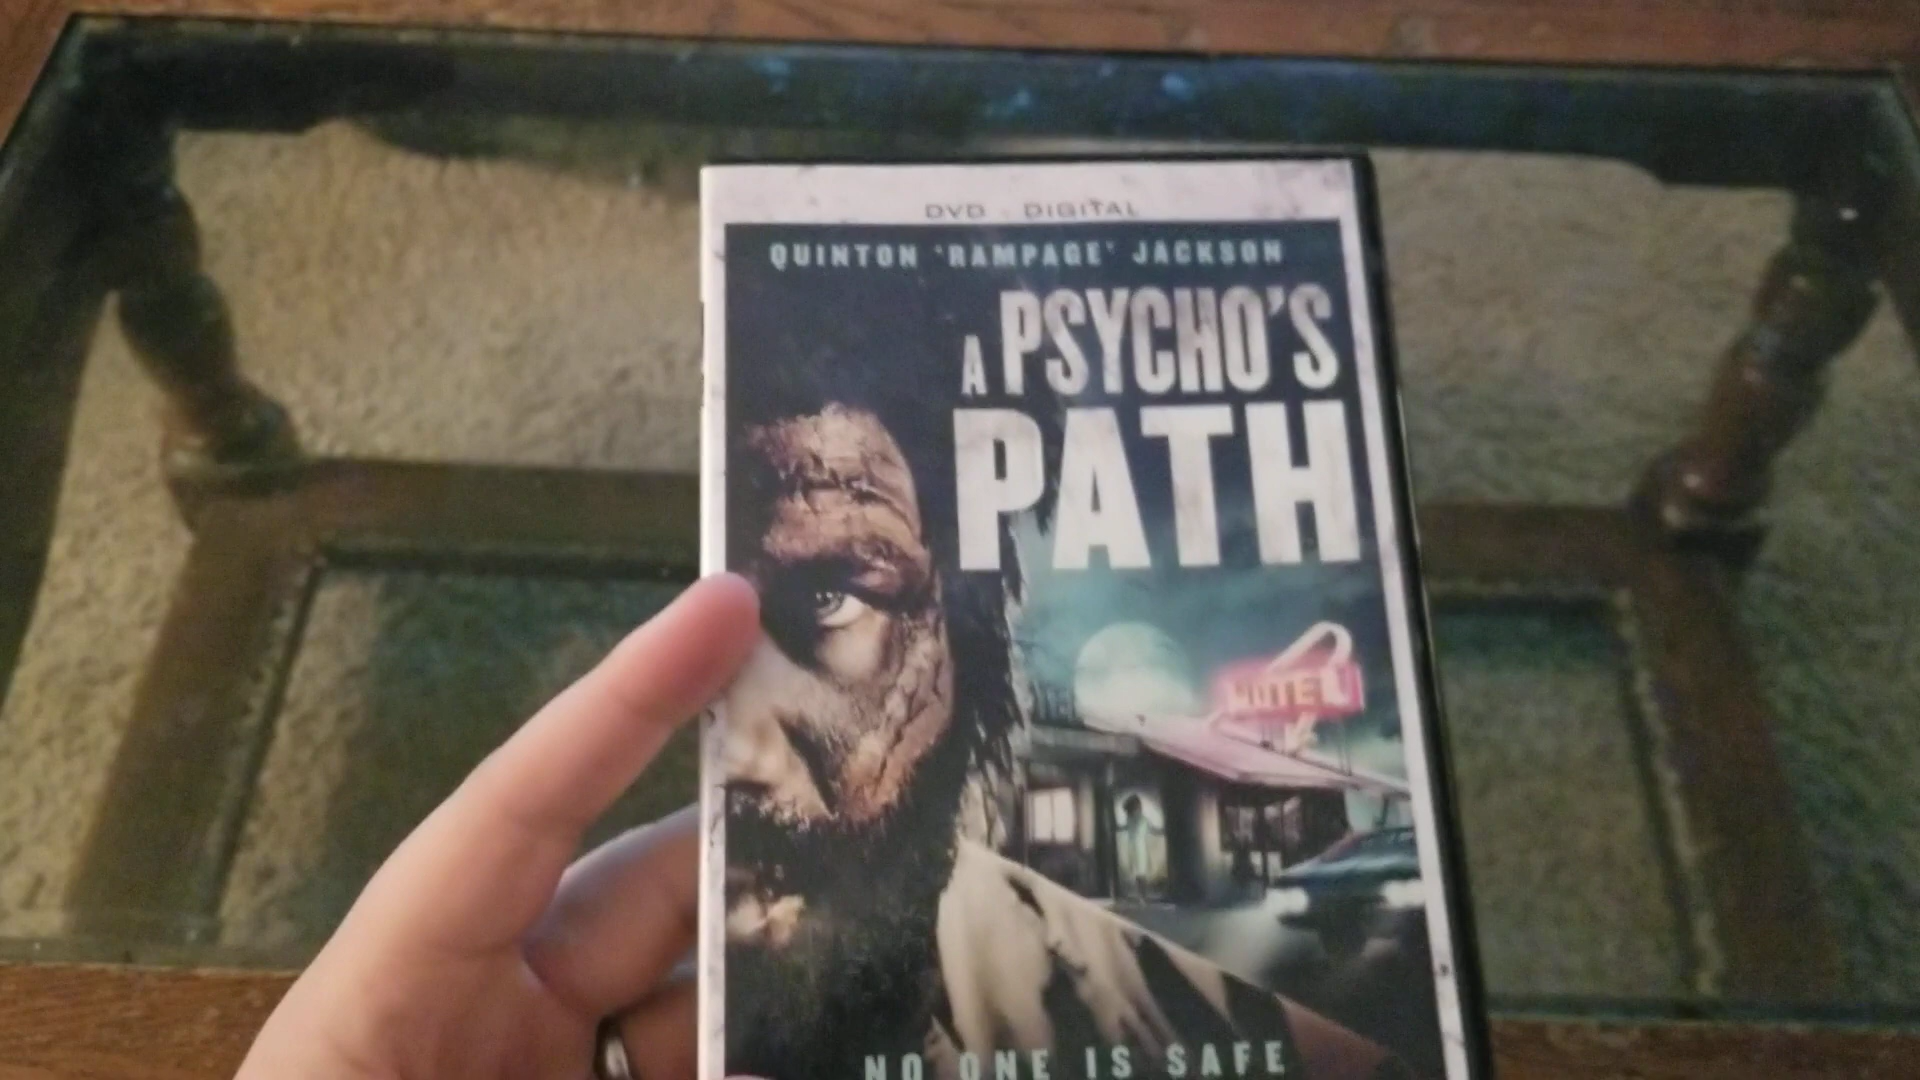 DVD - DIGITAL
QUINTON 'RAMPAGE' JACKSON
A PSYCHO'S
PATH
MOTEL
NO ONE IS SAFE